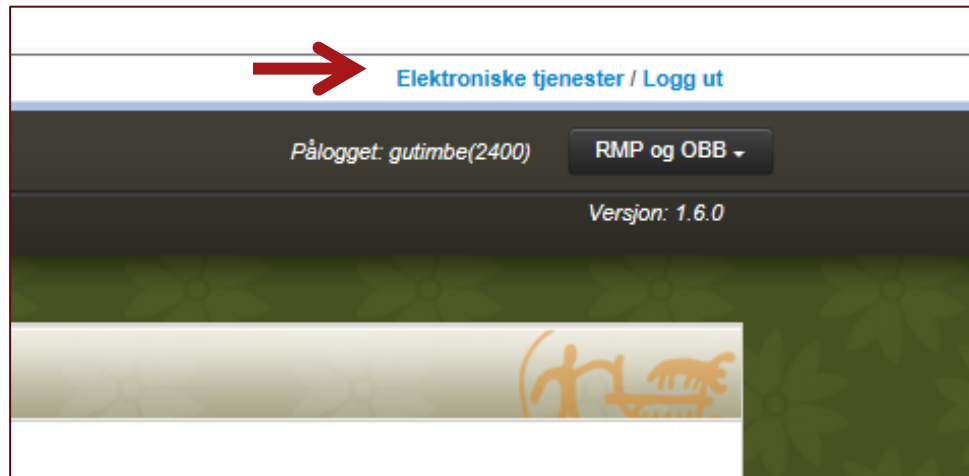 Elektroniske tjenester / Logg ut
Pålogget: gutimbe(2400) RMP og OBB
Versjon: 1.6.0